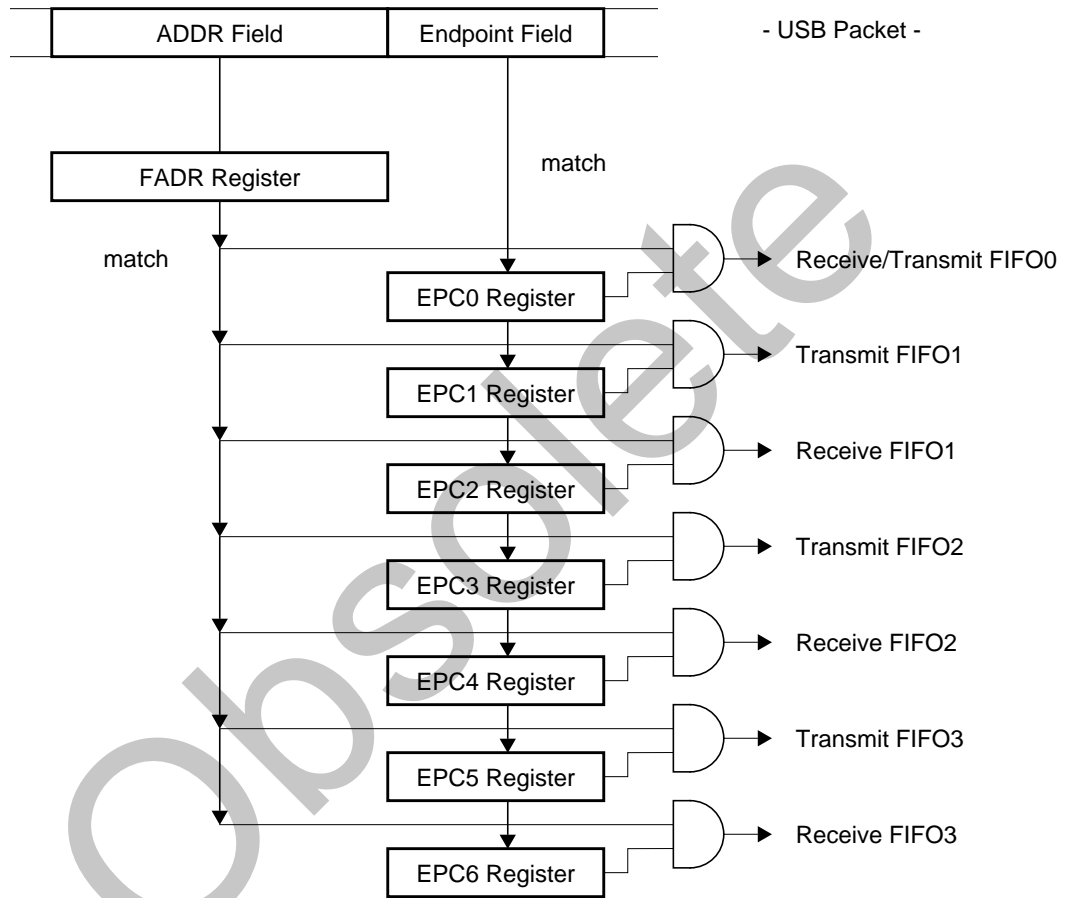 ADDR Field Endpoint Field - USB Packet -
match
FADR Register
match
Receive/Transmit FIFO0
EPC0 Register
Transmit FIFO1
EPC1 Register
Receive FIFO1
EPC2 Register
Transmit FIFO2
EPC3 Register
Receive FIFO2
EPC4 Register
Transmit FIFO3
EPC5 Register
Receive FIFO3
EPC6 Register
Obsolete